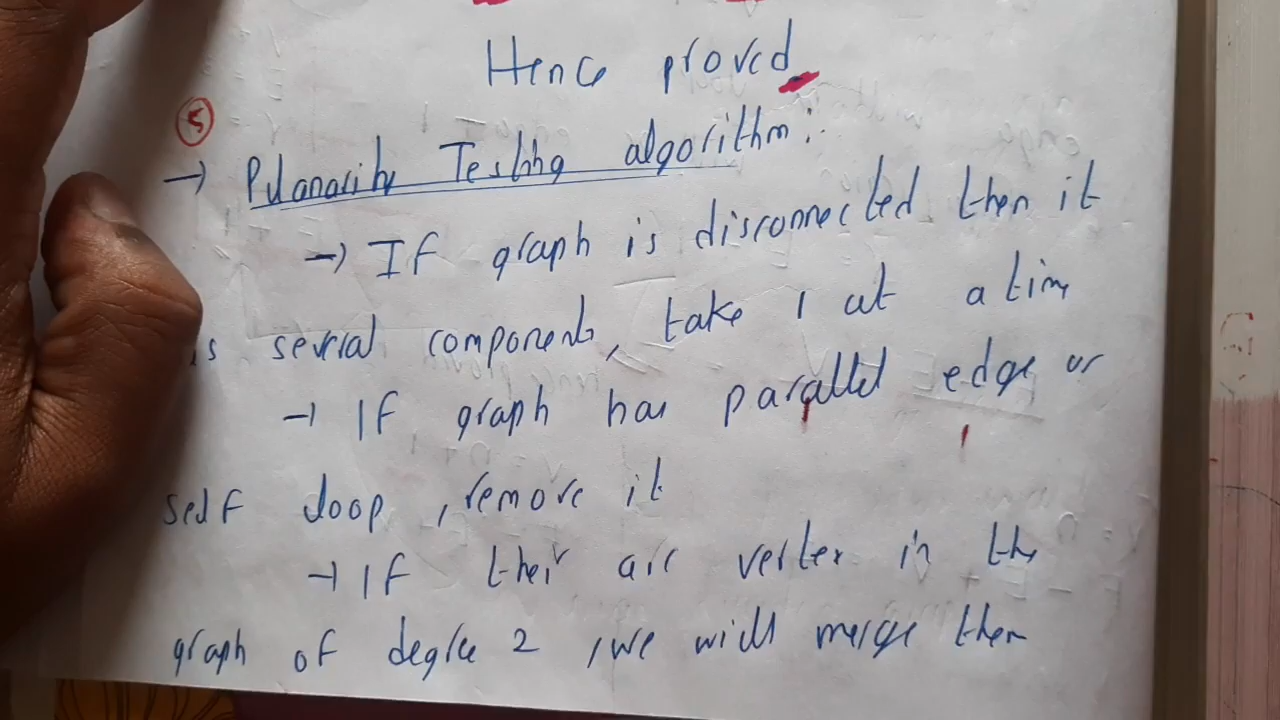 Hence proved
5
→ Planarity Testing algorithm:
→ If graph is disconnected then it
is several components, take 1 at a time
→ If graph has parallel edge or
self loop, remove it
→ If their are vertex in the
graph of degree 2, we will merge them